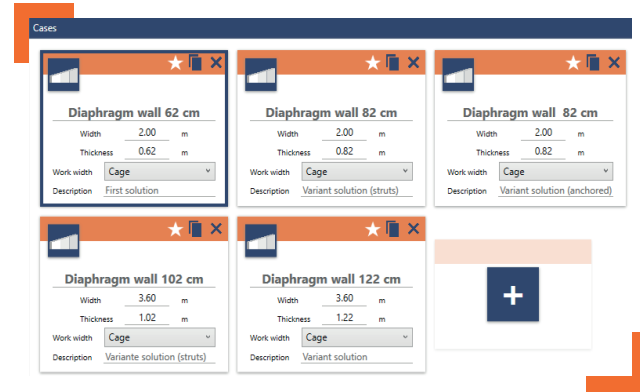 Cases
Diaphragm wall 62 cm
Width 2.00 m
Thickness 0.62 m
Work width Cage
Description First solution
Diaphragm wall 82 cm
Width 2.00 m
Thickness 0.82 m
Work width Cage
Description Variant solution (struts)
Diaphragm wall 82 cm
Width 2.00 m
Thickness 0.82 m
Work width Cage
Description Variant solution (anchored)
Diaphragm wall 102 cm
Width 3.60 m
Thickness 1.02 m
Work width Cage
Description Variante solution (struts)
Diaphragm wall 122 cm
Width 3.60 m
Thickness 1.22 m
Work width Cage
Description Variant solution